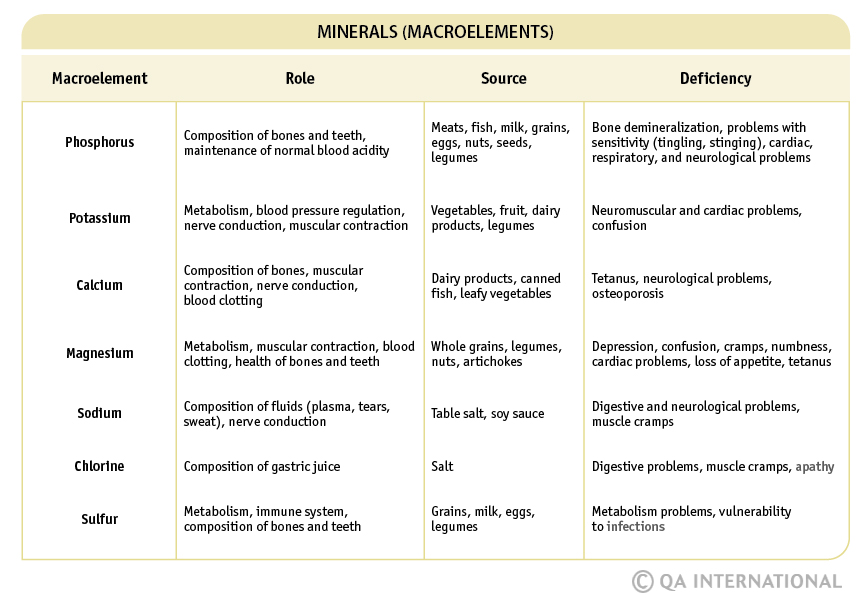 MINERALS (MACROELEMENTS)
Macroelement
Role
Source
Deficiency
Phosphorus
Composition of bones and teeth,
maintenance of normal blood acidity
Meats, fish, milk, grains,
eggs, nuts, seeds,
legumes
Bone demineralization, problems with
sensitivity (tingling, stinging), cardiac,
respiratory, and neurological problems
Potassium
Metabolism, blood pressure regulation,
nerve conduction, muscular contraction
Vegetables, fruit, dairy
products, legumes
Neuromuscular and cardiac problems,
confusion
Calcium
Composition of bones, muscular
contraction, nerve conduction,
blood clotting
Dairy products, canned
fish, leafy vegetables
Tetanus, neurological problems,
osteoporosis
Magnesium
Metabolism, muscular contraction, blood
clotting, health of bones and teeth
Whole grains, legumes,
nuts, artichokes
Depression, confusion, cramps, numbness,
cardiac problems, loss of appetite, tetanus
Sodium
Composition of fluids (plasma, tears,
sweat), nerve conduction
Table salt, soy sauce
Digestive and neurological problems,
muscle cramps
Chlorine
Composition of gastric juice
Salt
Digestive problems, muscle cramps, apathy
Sulfur
Metabolism, immune system,
composition of bones and teeth
Grains, milk, eggs,
legumes
Metabolism problems, vulnerability
to infections
© QA INTERNATIONAL